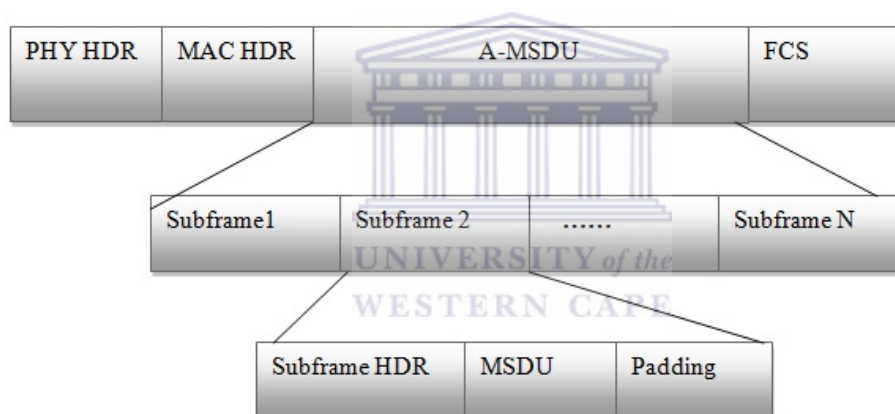 PHY HDR MAC HDR A-MSDU FCS
Subframe1 Subframe 2 ...... Subframe N
UNIVERSITY of the
WESTERN CAPE
Subframe HDR MSDU Padding